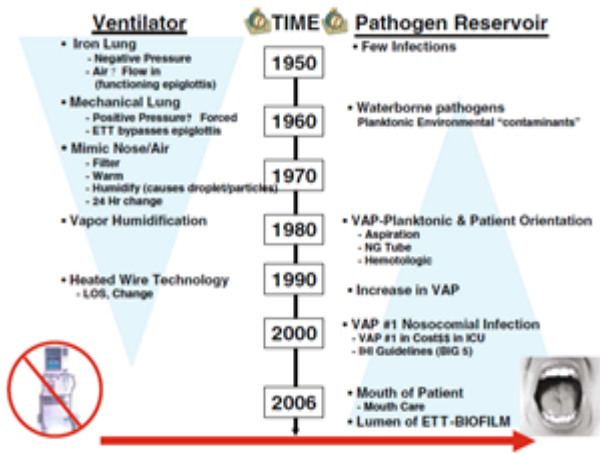 Ventilator
TIME
Pathogen Reservoir
• Iron Lung
- Negative Pressure
- Air ? Flow in
(functioning epiglottis)
• Few Infections
1950
• Mechanical Lung
- Positive Pressure? Forced
- ETT bypasses epiglottis
1960
• Waterborne pathogens
Planktonic Environmental "contaminants"
• Mimic Nose/Air
- Filter
- Warm
- Humidify (causes droplet/particles)
- 24 Hr change
1970
• Vapor Humidification
1980
• VAP-Planktonic & Patient Orientation
- Aspiration
- NG Tube
- Hemotologic
• Heated Wire Technology
- LOS, Change
1990
• Increase in VAP
2000
• VAP #1 Nosocomial Infection
- VAP #1 in Cost$$ in ICU
- IHI Guidelines (BIG 5)
2006
• Mouth of Patient
- Mouth Care
• Lumen of ETT-BIOFILM